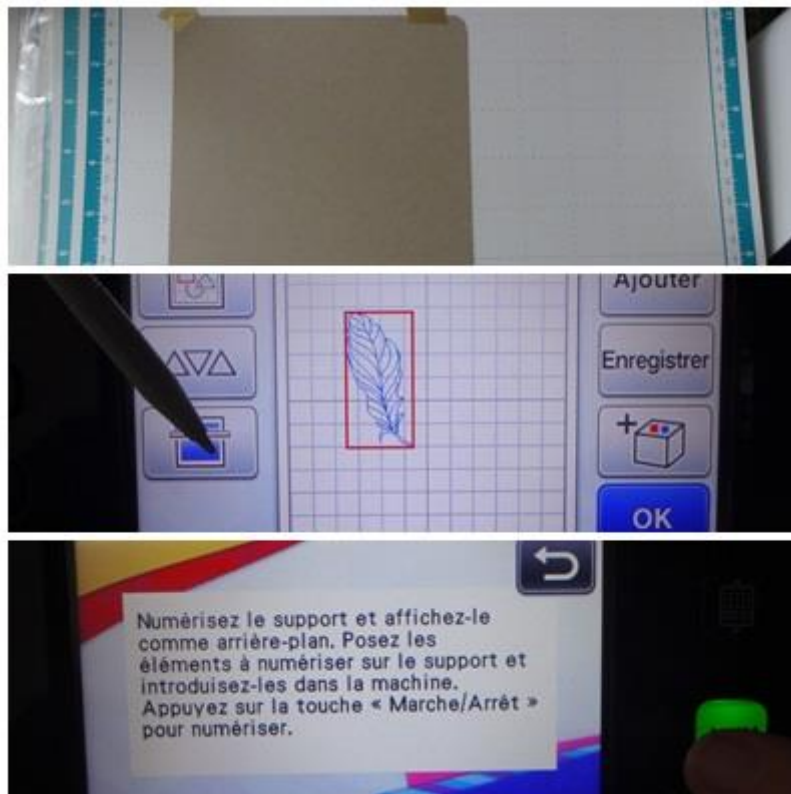 Ajouter
Enregistrer
OK
Numérisez le support et affichez-le
comme arrière-plan. Posez les
éléments à numériser sur le support et
introduisez-les dans la machine.
Appuyez sur la touche « Marche/Arrêt »
pour numériser.